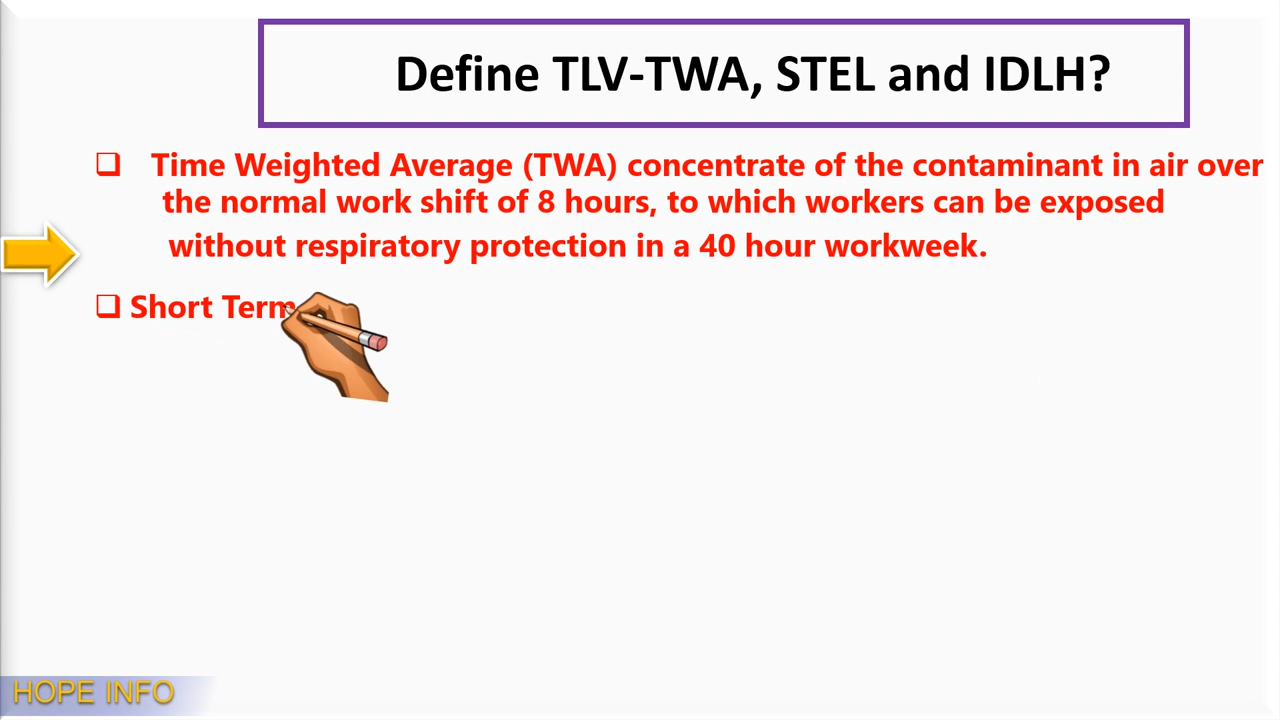 Define TLV-TWA, STEL and IDLH?
❑ Time Weighted Average (TWA) concentrate of the contaminant in air over
the normal work shift of 8 hours, to which workers can be exposed
without respiratory protection in a 40 hour workweek.
❑ Short Term
HOPE INFO